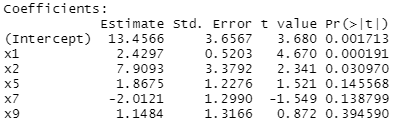 Coefficients:
Estimate Std. Error t value Pr(>|t|)
(Intercept) 13.4566 3.6567 3.680 0.001713
x1 2.4297 0.5203 4.670 0.000191
x2 7.9093 3.3792 2.341 0.030970
x5 1.8675 1.2276 1.521 0.145568
x7 -2.0121 1.2990 -1.549 0.138799
x9 1.1484 1.3166 0.872 0.394590